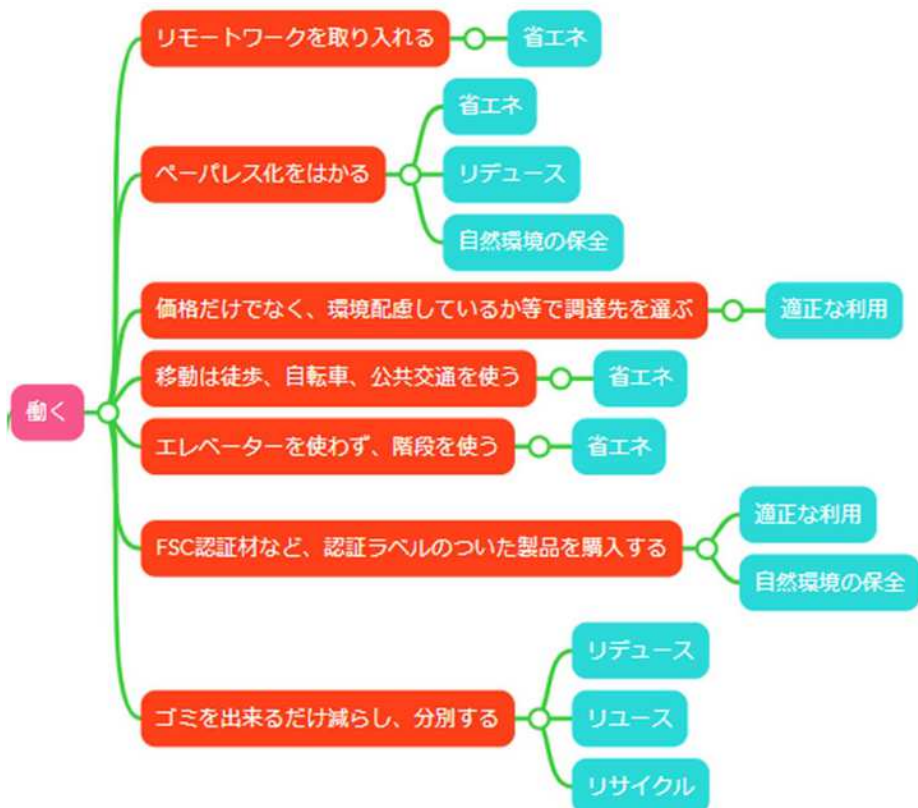 リモートワークを取り入れる
省エネ
省エネ
ペーパレス化をはかる
リデュース
自然環境の保全
価格だけでなく、環境配慮しているか等で調達先を選ぶ
適正な利用
移動は徒歩、自転車、公共交通を使う
省エネ
働く
エレベーターを使わず、階段を使う
省エネ
適正な利用
FSC認証材など、認証ラベルのついた製品を購入する
自然環境の保全
リデュース
ゴミを出来るだけ減らし、分別する
リユース
リサイクル